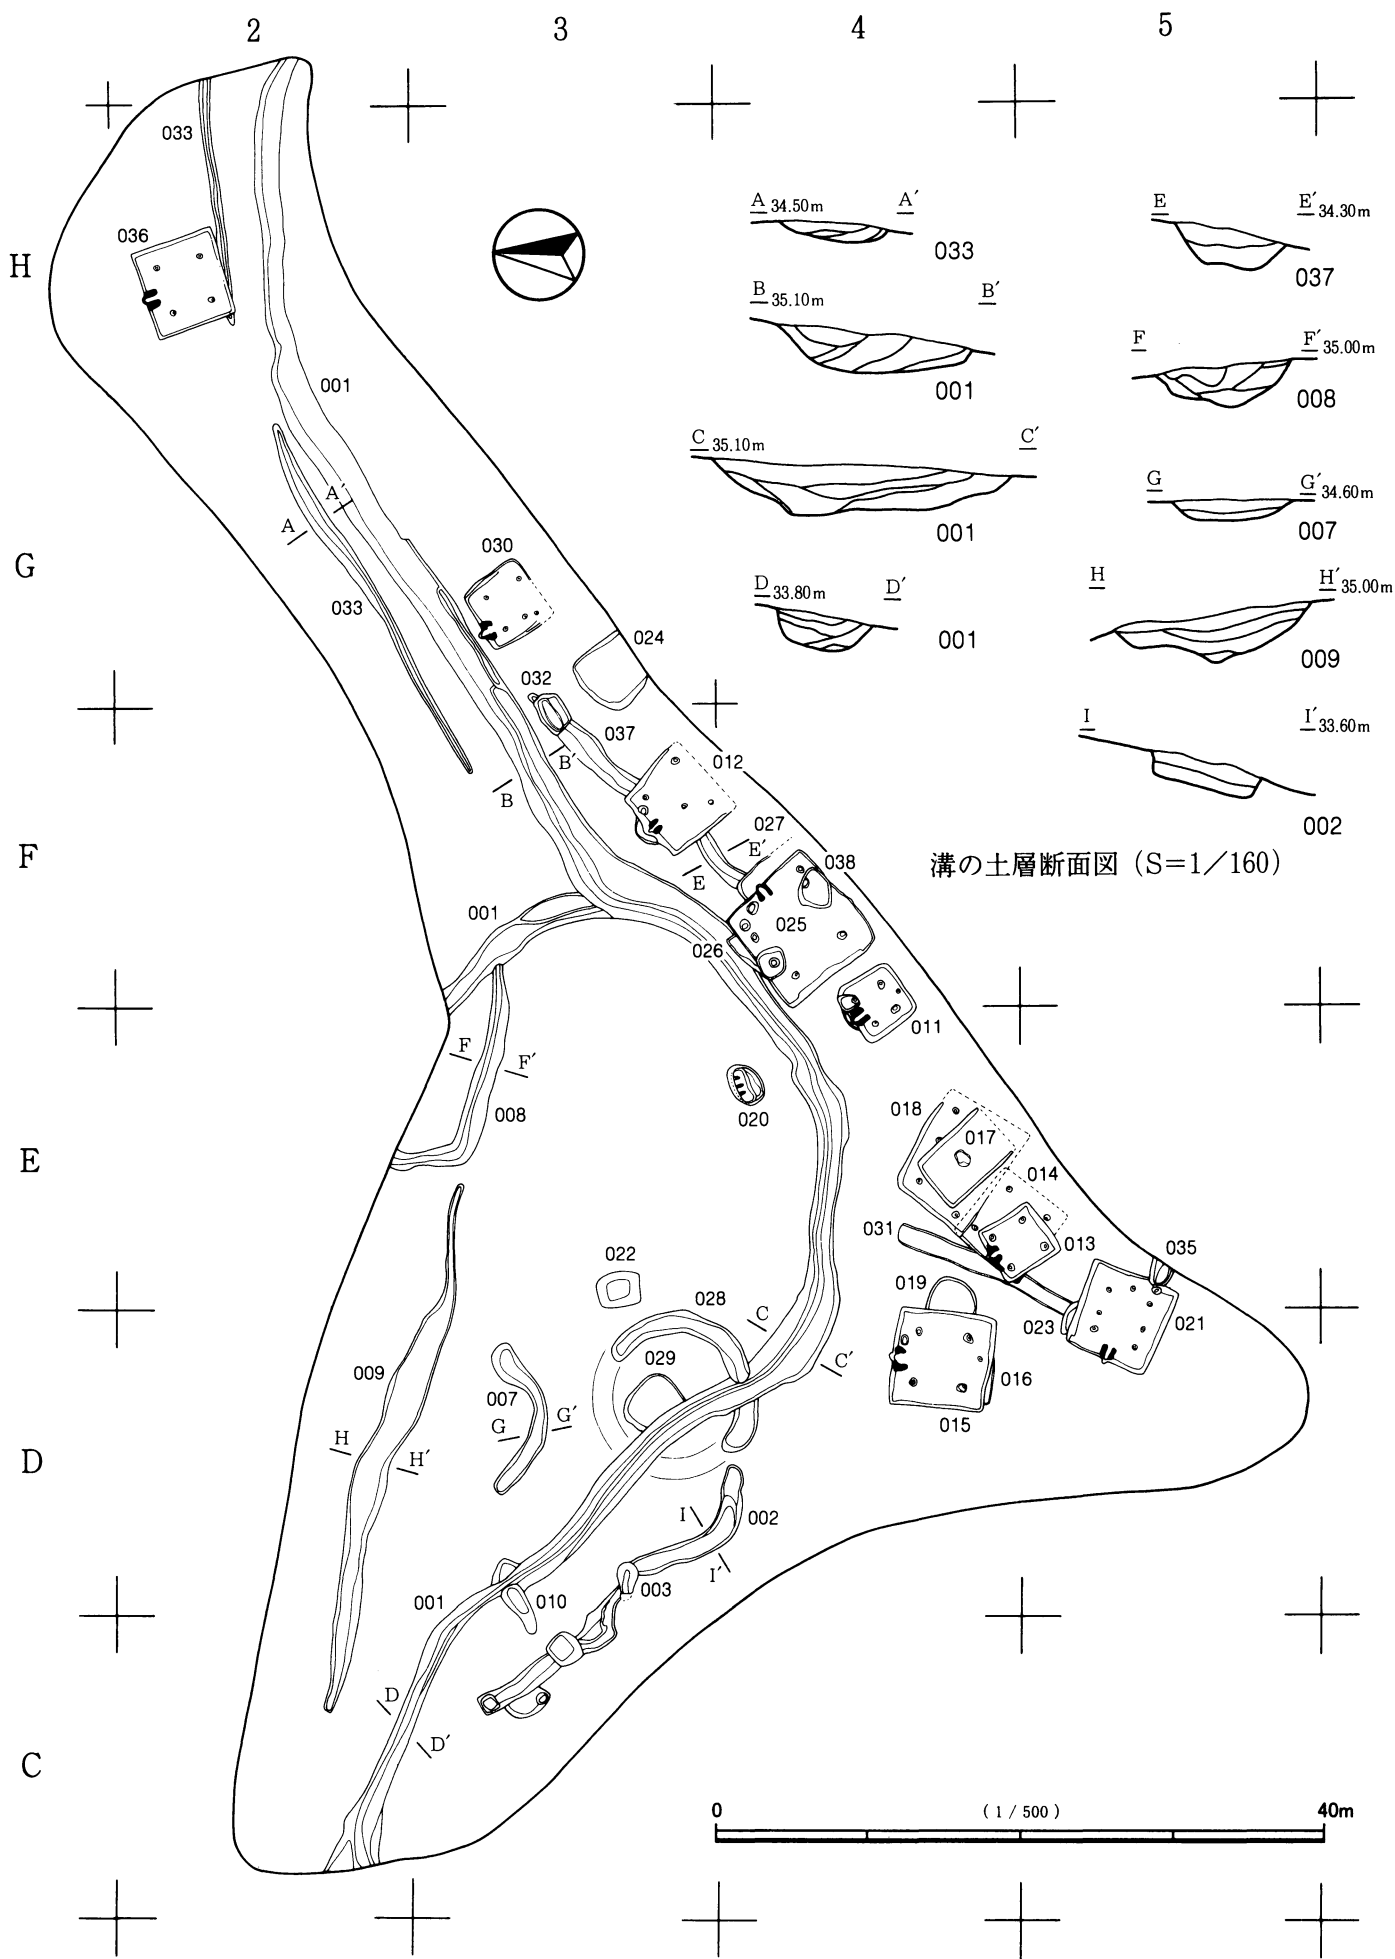 2 3 4 5
H
G
F
E
D
C
033
036
001
A A′
033
030
024
032
037
B B′
012
027
E E′
038
025
026
001
011
F F′
008
020
018
017
014
013
031
035
019
023
021
016
015
022
028
C C′
029
009
007
G G′
H H′
I I′
002
003
010
001
D D′
A 34.50m A′
033
B 35.10m B′
001
C 35.10m C′
001
D 33.80m D′
001
E E′ 34.30m
037
F F′ 35.00m
008
G G′ 34.60m
007
H H′ 35.00m
009
I I′ 33.60m
002
溝の土層断面図 (S=1/160)
0 (1/500) 40m